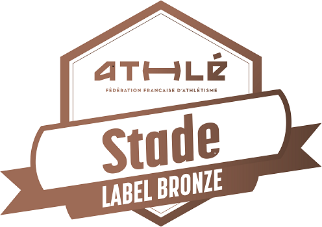 ATHLÉ
FÉDÉRATION FRANÇAISE D'ATHLÉTISME
Stade
LABEL BRONZE